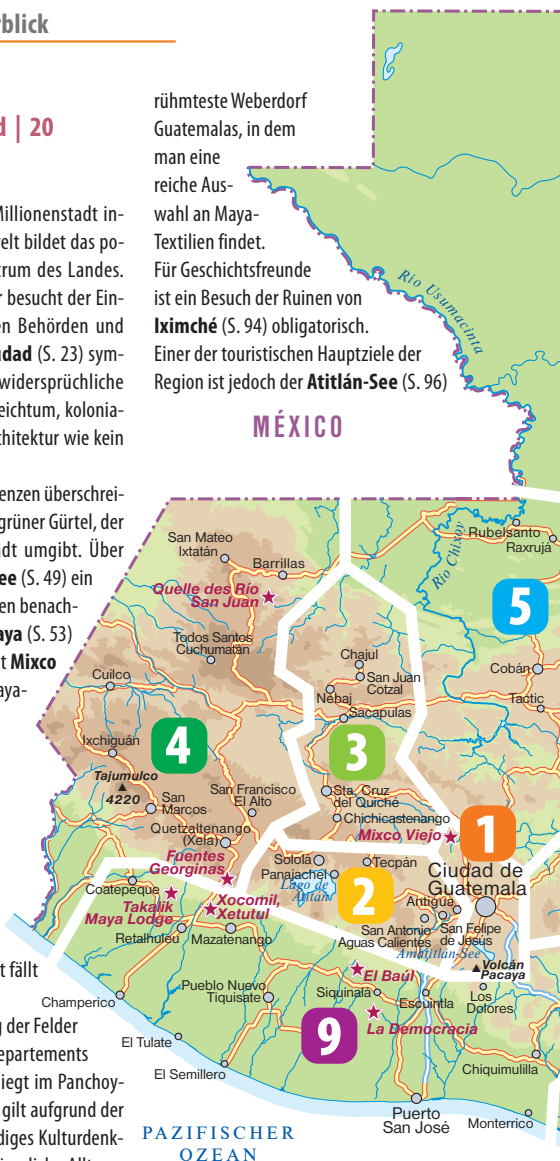 rblick
d | 20
Millionenstadt in-
elt bildet das po-
trum des Landes.
r besucht der Ein-
en Behörden und
udad (S. 23) sym-
widersprüchliche
eichtum, kolonia-
chitektur wie kein
enzen überschrei-
grüner Gürtel, der
dt umgibt. Über
ee (S. 49) ein
en benach-
aya (S. 53)
t Mixco
aya-
t fällt
g der Felder
epartements
iegt im Panchoy-
gilt aufgrund der
diges Kulturdenk-
rühmteste Weberdorf
Guatemalas, in dem
man eine
reiche Aus-
wahl an Maya-
Textilien findet.
Für Geschichtsfreunde
ist ein Besuch der Ruinen von
Iximché (S. 94) obligatorisch.
Einer der touristischen Hauptziele der
Region ist jedoch der Atitlán-See (S. 96)
MÉXICO
Río Usumacinta
Río Chixoy
Rubelsanto
Raxrujá
San Mateo
Ixtatán
Barrillas
Quelle des Río
San Juan
5
Todos Santos
Cuchumatán
Chajul
San Juan
Cotzal
Cobán
Cuilco
Nebaj
Tactic
Sacapulas
Ixchiguán
4
3
Tajumulco
4220
San
Marcos
San Francisco
El Alto
Sta. Cruz
del Quiché
Chichicastenango
Quetzaltenango
(Xela)
Mixco Viejo
1
Fuentes
Georginas
Sololá
Tecpán
Panajachel
Lago de
Atitlán
2
Ciudad de
Guatemala
Coatepeque
Takalik
Maya Lodge
Xocomil,
Xetutul
Antigua
San Antonio
Aguas Calientes
San Felipe
de Jesús
Retalhuleu
Mazatenango
Amatitlán-See
Volcán
Pacaya
El Baúl
Pueblo Nuevo
Tiquisate
Siquinalá
Escuintla
Los
Dolores
Champerico
La Democracia
9
El Tulate
El Semillero
Chiquimulilla
Puerto
San José
Monterrico
PAZIFISCHER
OZEAN